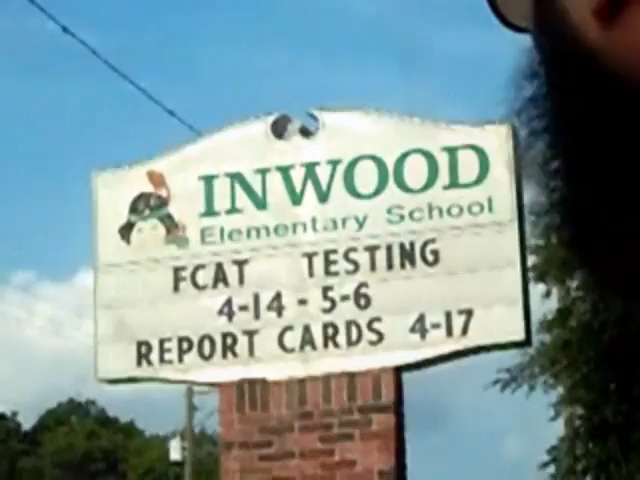 INWOOD
Elementary School
FCAT TESTING
4-14 - 5-6
REPORT CARDS 4-17